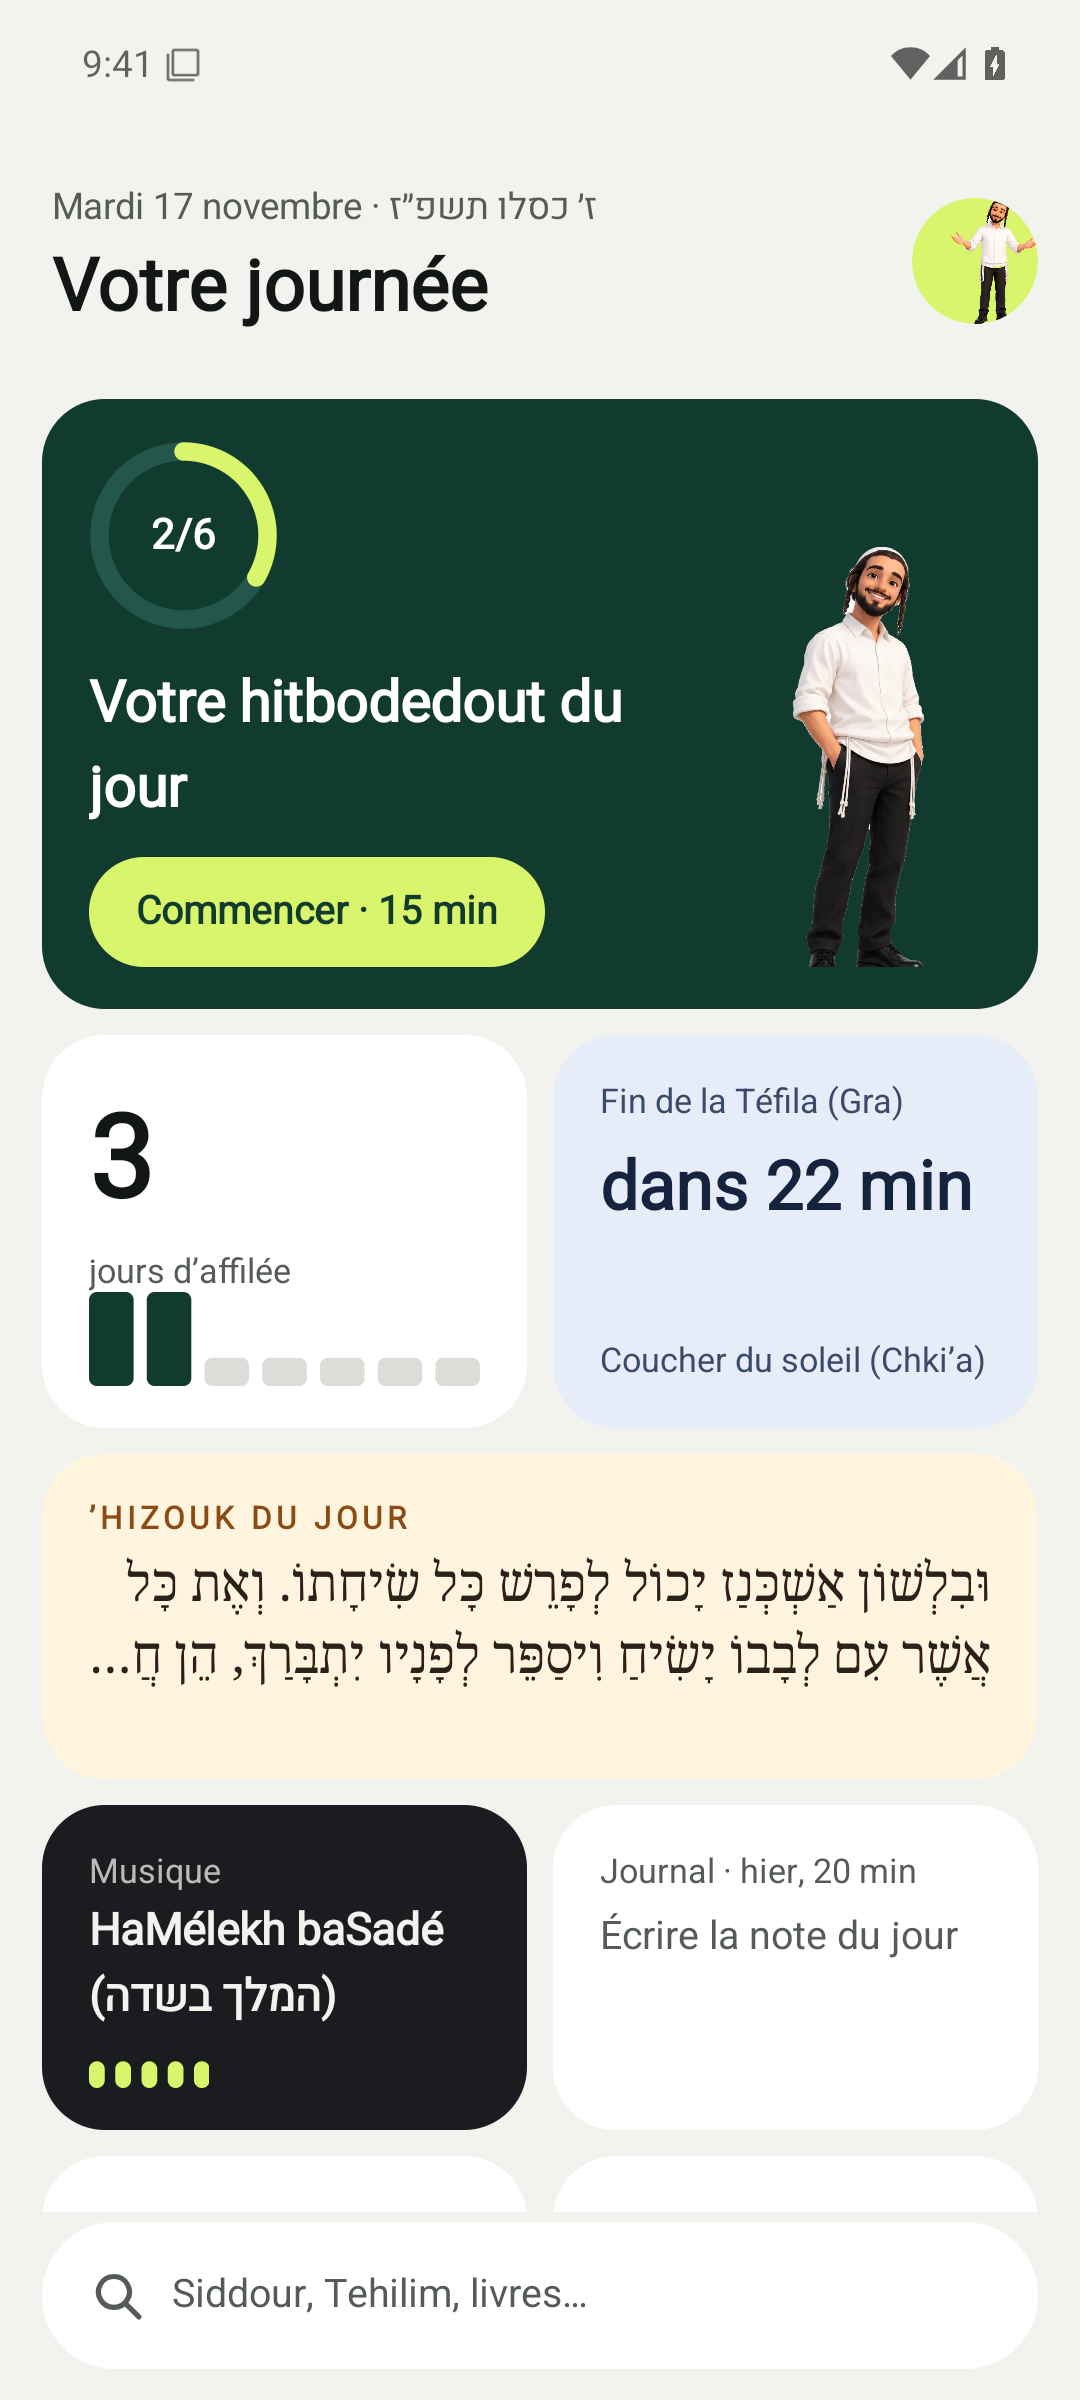 9:41
Mardi 17 novembre · ז׳ כסלו תשפ״ז
Votre journée
2/6
Votre hitbodedout du
jour
Commencer · 15 min
3
jours d’affilée
Fin de la Téfila (Gra)
dans 22 min
Coucher du soleil (Chki’a)
’HIZOUK DU JOUR
וּבִלְשׁוֹן אַשְׁכְּנַז יָכוֹל לְפָרֵשׁ כָּל שִׂיחָתוֹ. וְאֶת כָּל
אֲשֶׁר עִם לְבָבוֹ יָשִׂיחַ וִיסַפֵּר לְפָנָיו יִתְבָּרַךְ, הֵן חֲ...
Musique
HaMélekh baSadé
(המלך בשדה)
Journal · hier, 20 min
Écrire la note du jour
Siddour, Tehilim, livres…